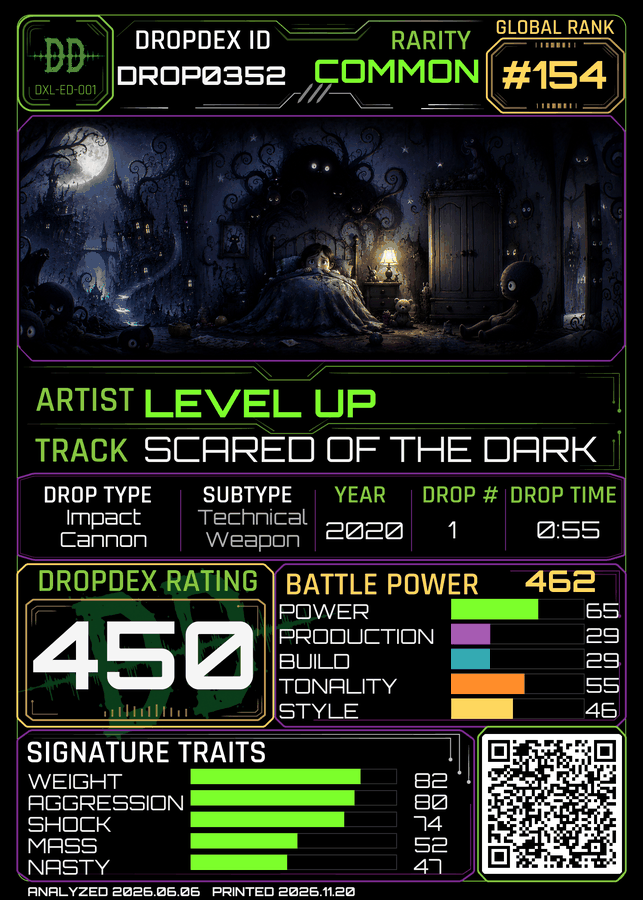 DD
DXL-ED-001
DROPDEX ID
DROP0352
RARITY
COMMON
GLOBAL RANK
#154
ARTIST LEVEL UP
TRACK SCARED OF THE DARK
DROP TYPE
Impact
Cannon
SUBTYPE
Technical
Weapon
YEAR
2020
DROP #
1
DROP TIME
0:55
DROPDEX RATING
450
BATTLE POWER 462
POWER 65
PRODUCTION 29
BUILD 29
TONALITY 55
STYLE 46
SIGNATURE TRAITS
WEIGHT 82
AGGRESSION 80
SHOCK 74
MASS 52
NASTY 47
ANALYZED 2026.06.06 PRINTED 2026.11.20